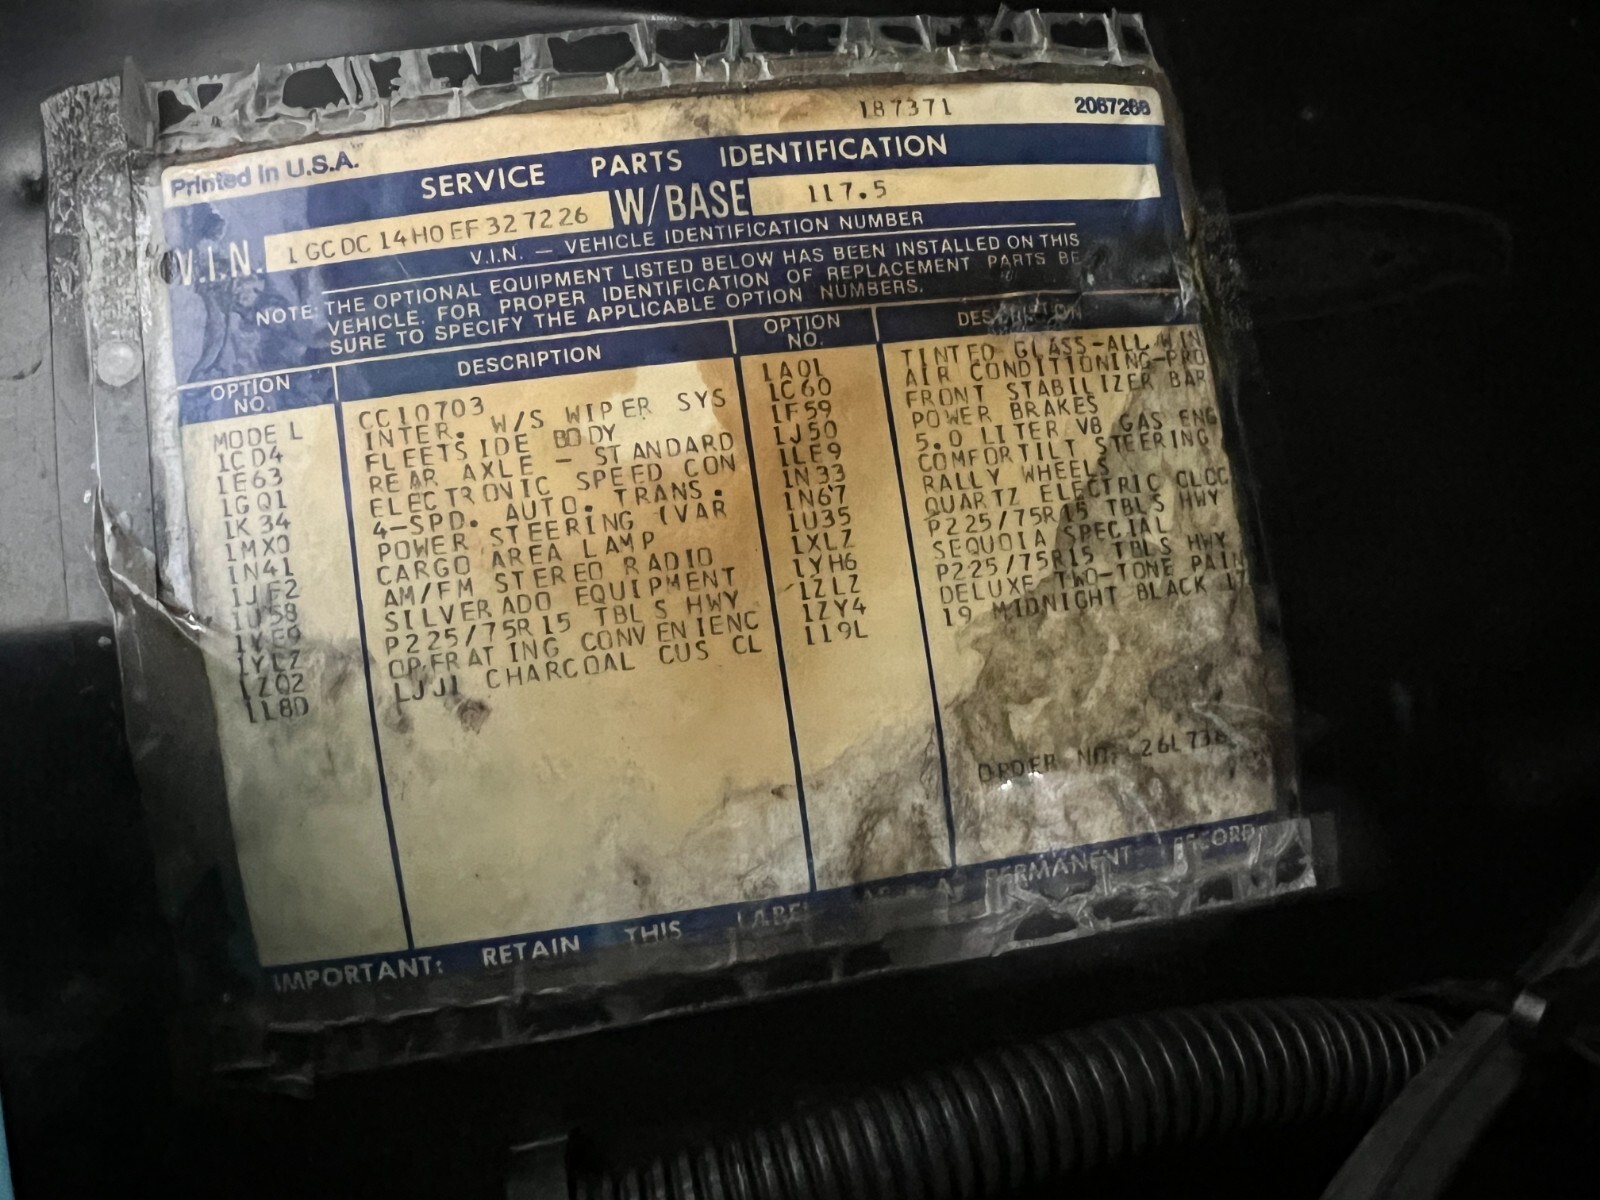 187371 2067286
Printed in U.S.A.
SERVICE PARTS IDENTIFICATION
V.I.N. 1GCDC14H0EF327226 W/BASE 117.5
V.I.N. — VEHICLE IDENTIFICATION NUMBER
NOTE: THE OPTIONAL EQUIPMENT LISTED BELOW HAS BEEN INSTALLED ON THIS
VEHICLE. FOR PROPER IDENTIFICATION OF REPLACEMENT PARTS BE
SURE TO SPECIFY THE APPLICABLE OPTION NUMBERS.
OPTION NO. DESCRIPTION
MODEL CC10703
1CD4 INTER. W/S WIPER SYS
1E63 FLEETSIDE BODY
1GQ1 REAR AXLE - STANDARD
1K34 ELECTRONIC SPEED CON
1MX0 4-SPD. AUTO. TRANS.
1N41 POWER STEERING (VAR
1JF2 CARGO AREA LAMP
1U58 AM/FM STEREO RADIO
1YE9 SILVERADO EQUIPMENT
1YLZ P225/75R15 TBLS HWY
1ZQ2 OPERATING CONVENIENC
1L8D LJJ1 CHARCOAL CUS CL
OPTION NO. DESCRIPTION
1A01 TINTED GLASS-ALL WIN
1C60 AIR CONDITIONING-PRO
1F59 FRONT STABILIZER BAR
1J50 POWER BRAKES
1LE9 5.0 LITER V8 GAS ENG
1N33 COMFORTILT STEERING
1N67 RALLY WHEELS
1U35 QUARTZ ELECTRIC CLOC
1XLZ P225/75R15 TBLS HWY
1YH6 SEQUOIA SPECIAL
1ZLZ P225/75R15 TBLS HWY
1ZY4 DELUXE TWO-TONE PAIN
119L 19 MIDNIGHT BLACK
ORDER NO.
IMPORTANT: RETAIN THIS LABEL AS A PERMANENT RECORD